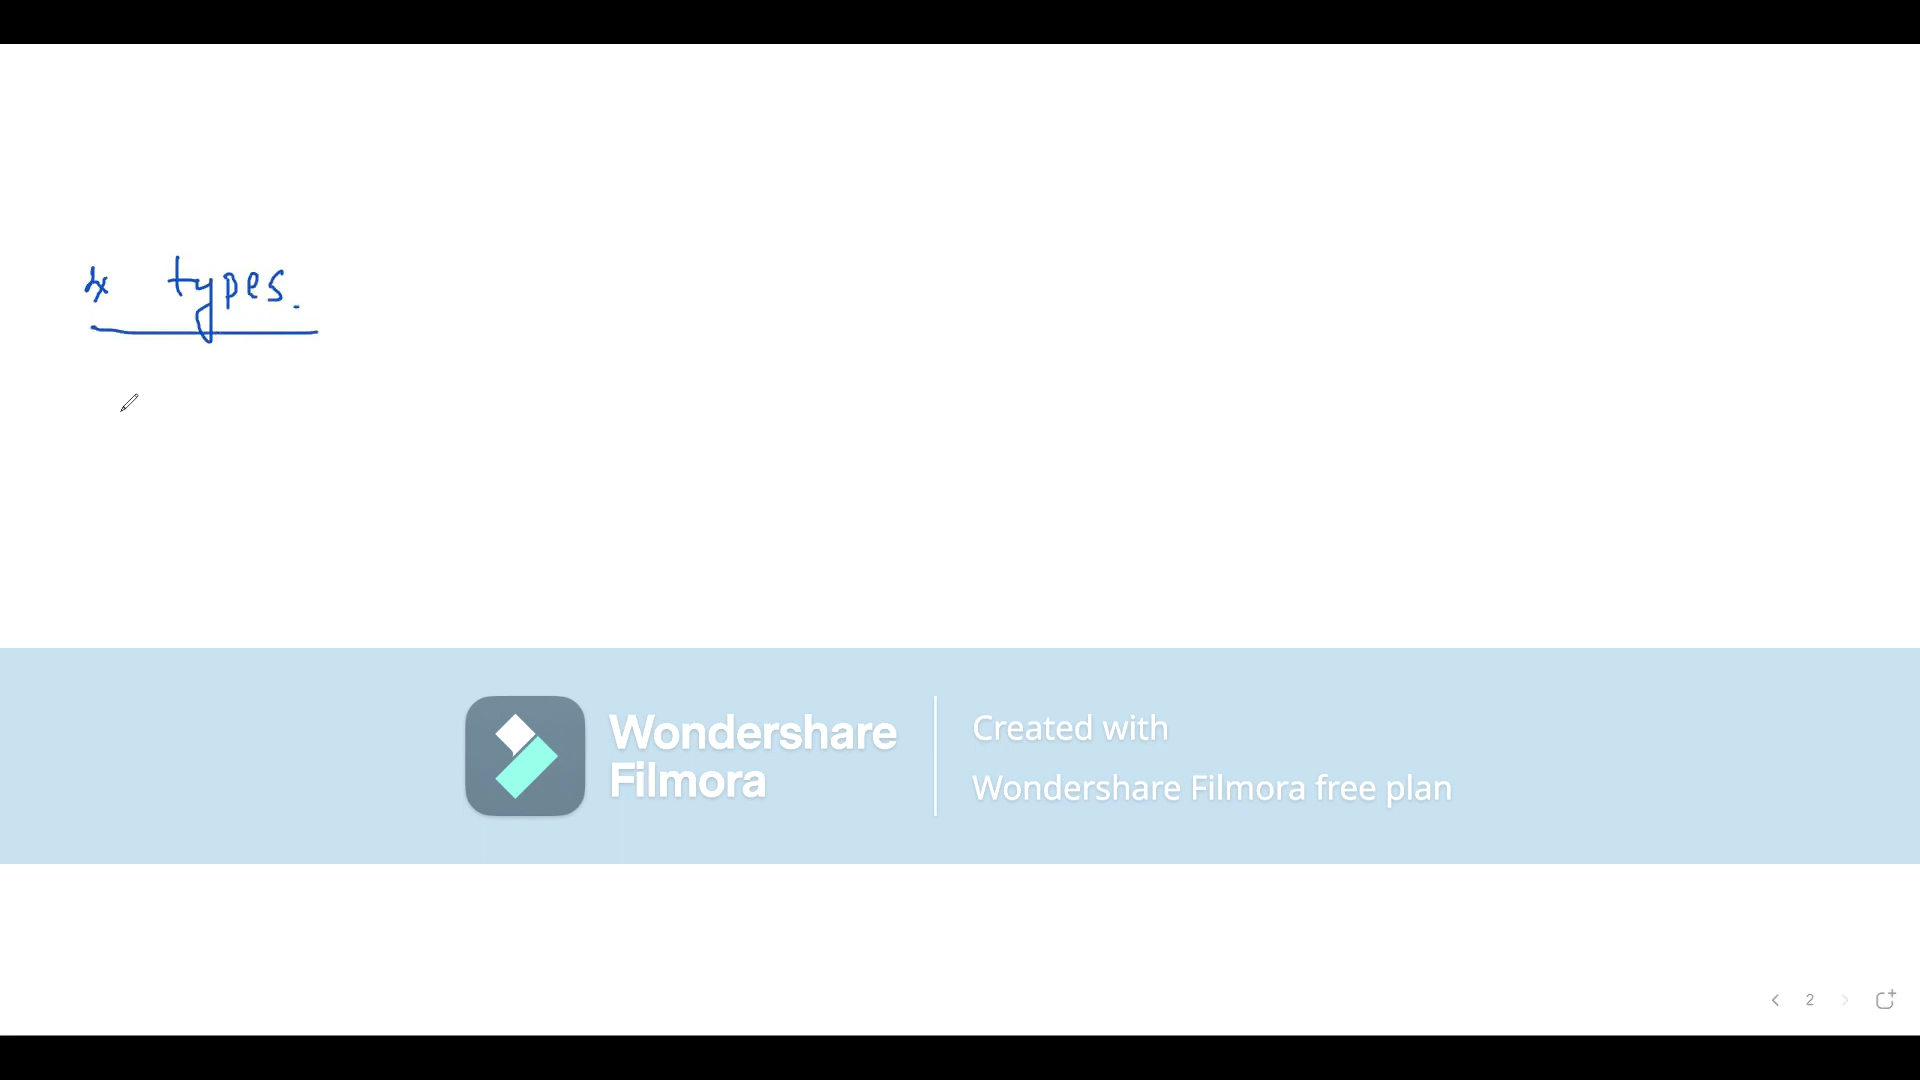 * types.
Wondershare
Filmora
Created with
Wondershare Filmora free plan
2